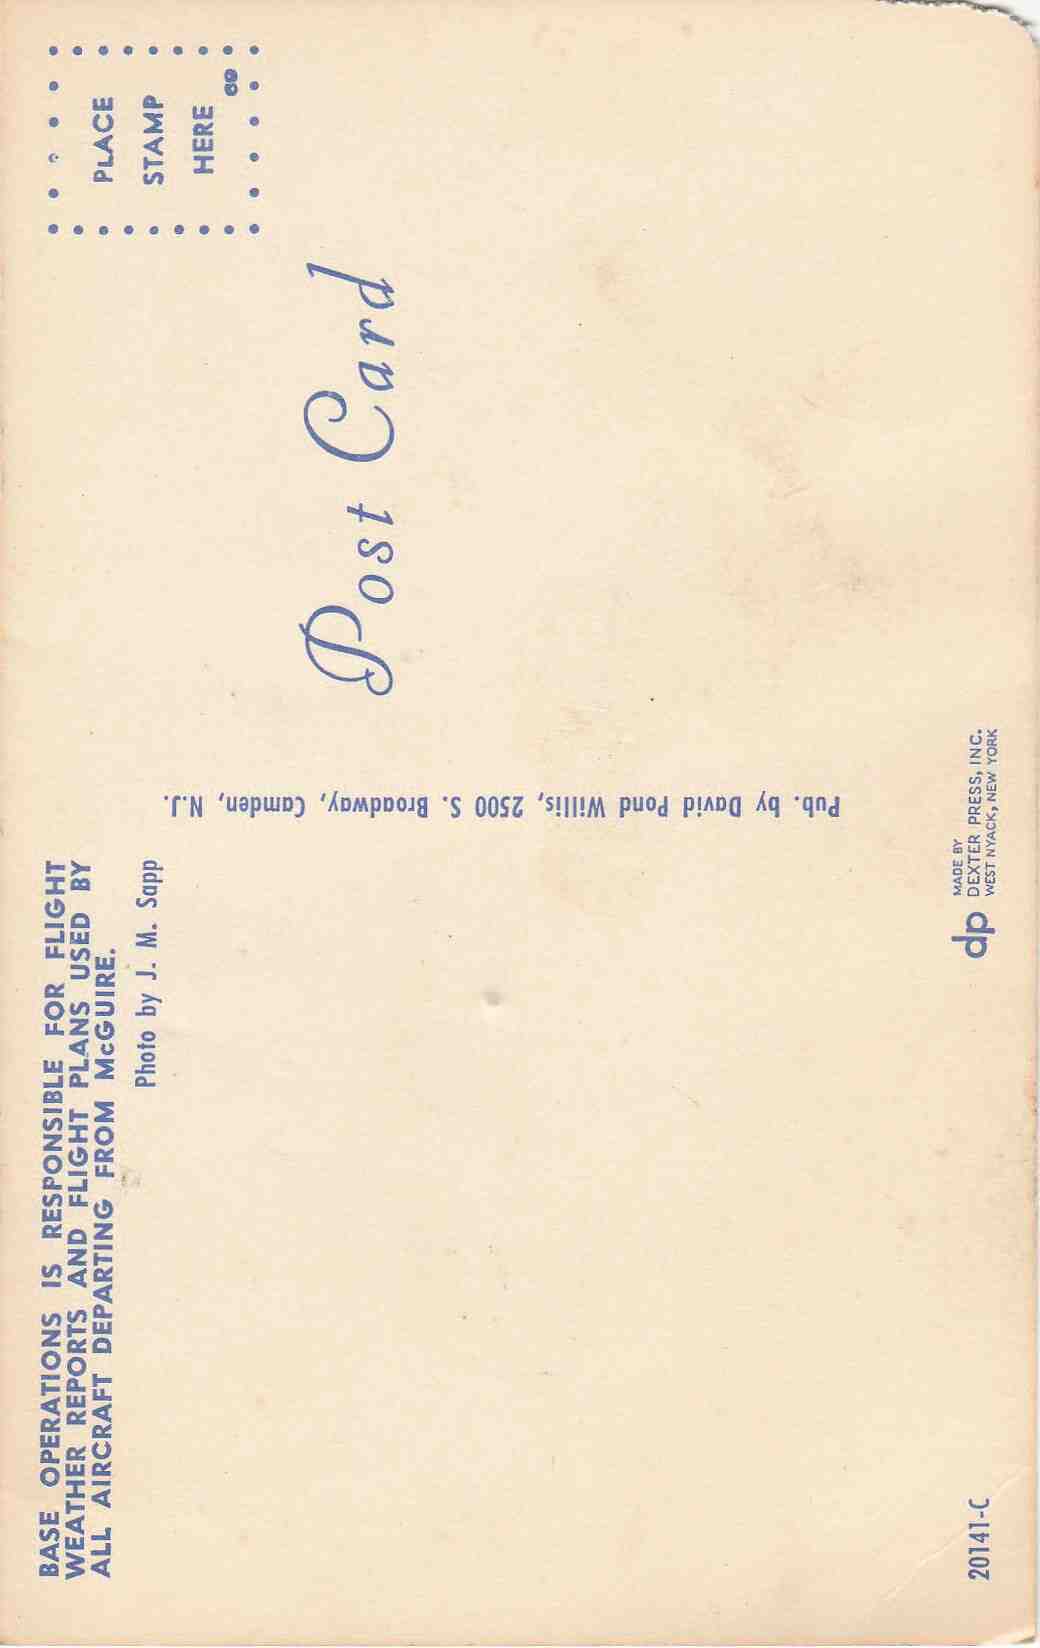 BASE OPERATIONS IS RESPONSIBLE FOR FLIGHT
WEATHER REPORTS AND FLIGHT PLANS USED BY
ALL AIRCRAFT DEPARTING FROM McGUIRE.
Photo by J. M. Sapp
PLACE
STAMP
HERE
Post Card
Pub. by David Pond Willis, 2500 S. Broadway, Camden, N.J.
20141-C
dp
MADE BY
DEXTER PRESS, INC.
WEST NYACK, NEW YORK